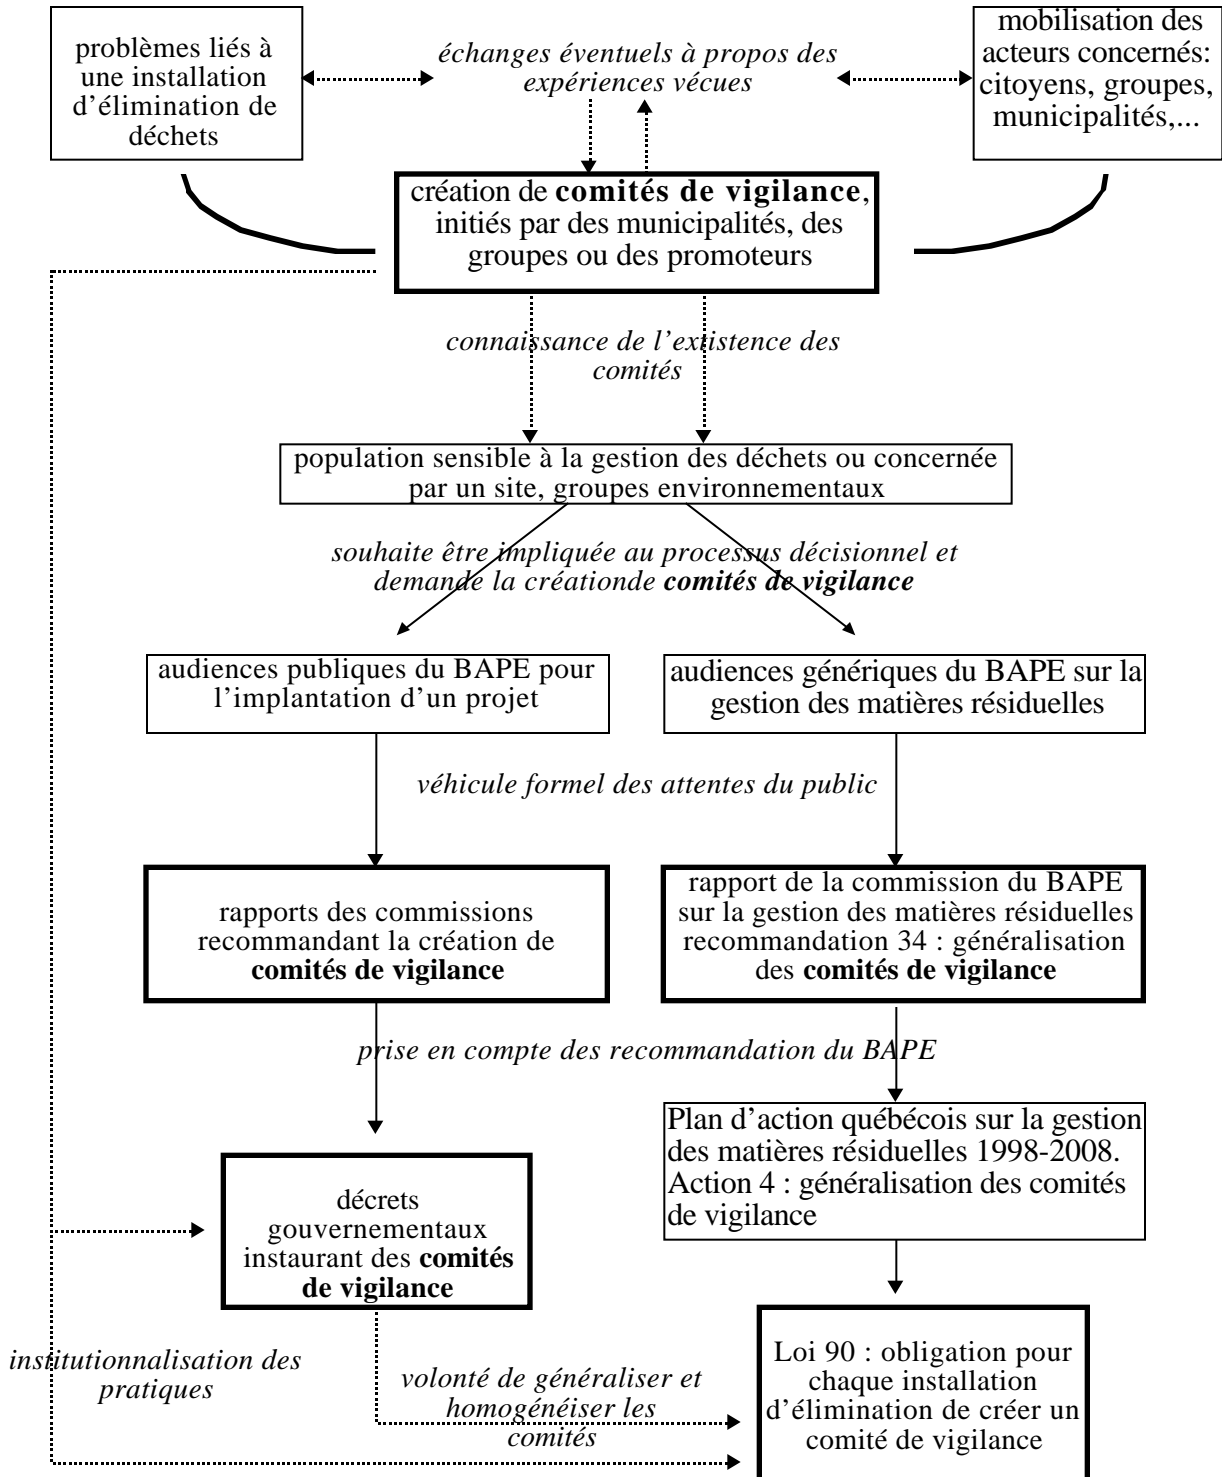 problèmes liés à
une installation
d’élimination de
déchets
échanges éventuels à propos des
expériences vécues
mobilisation des
acteurs concernés:
citoyens, groupes,
municipalités,...
création de comités de vigilance,
initiés par des municipalités, des
groupes ou des promoteurs
connaissance de l’extistence des
comités
population sensible à la gestion des déchets ou concernée
par un site, groupes environnementaux
souhaite être impliquée au processus décisionnel et
demande la créationde comités de vigilance
audiences publiques du BAPE pour
l’implantation d’un projet
audiences génériques du BAPE sur la
gestion des matières résiduelles
véhicule formel des attentes du public
rapports des commissions
recommandant la création de
comités de vigilance
rapport de la commission du BAPE
sur la gestion des matières résiduelles
recommandation 34 : généralisation
des comités de vigilance
prise en compte des recommandation du BAPE
Plan d’action québécois sur la gestion
des matières résiduelles 1998-2008.
Action 4 : généralisation des comités
de vigilance
décrets
gouvernementaux
instaurant des comités
de vigilance
institutionnalisation des
pratiques
volonté de généraliser et
homogénéiser les
comités
Loi 90 : obligation pour
chaque installation
d’élimination de créer un
comité de vigilance